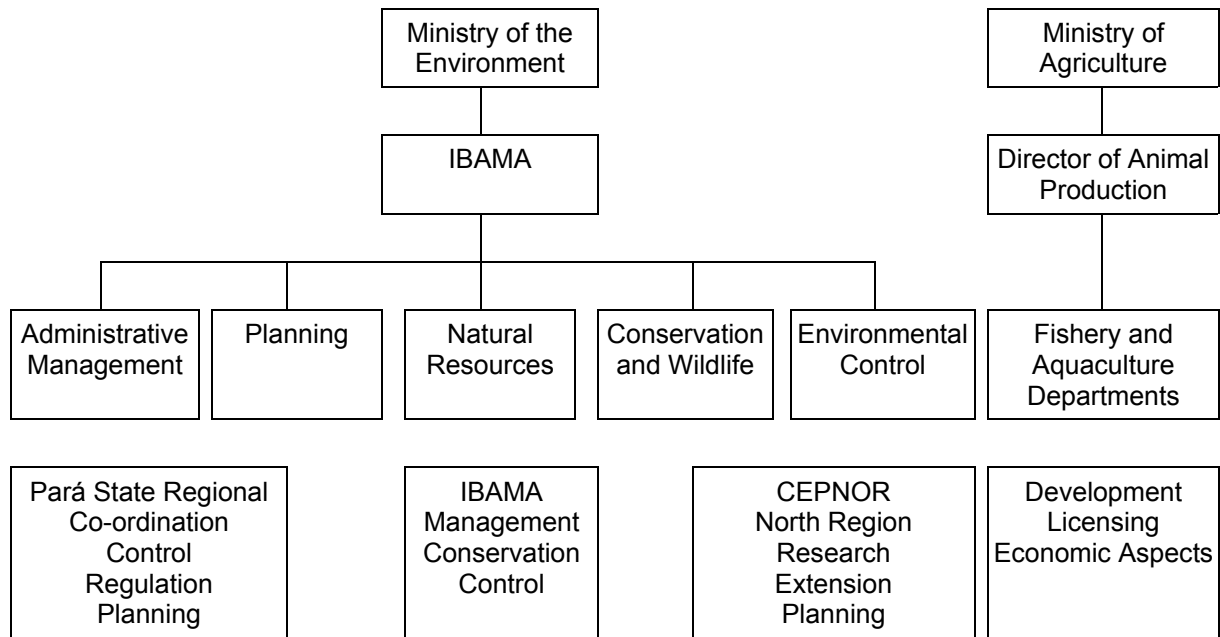 Ministry of the
Environment
Ministry of
Agriculture
IBAMA
Director of Animal
Production
Administrative
Management
Planning
Natural
Resources
Conservation
and Wildlife
Environmental
Control
Fishery and
Aquaculture
Departments
Pará State Regional
Co-ordination
Control
Regulation
Planning
IBAMA
Management
Conservation
Control
CEPNOR
North Region
Research
Extension
Planning
Development
Licensing
Economic Aspects